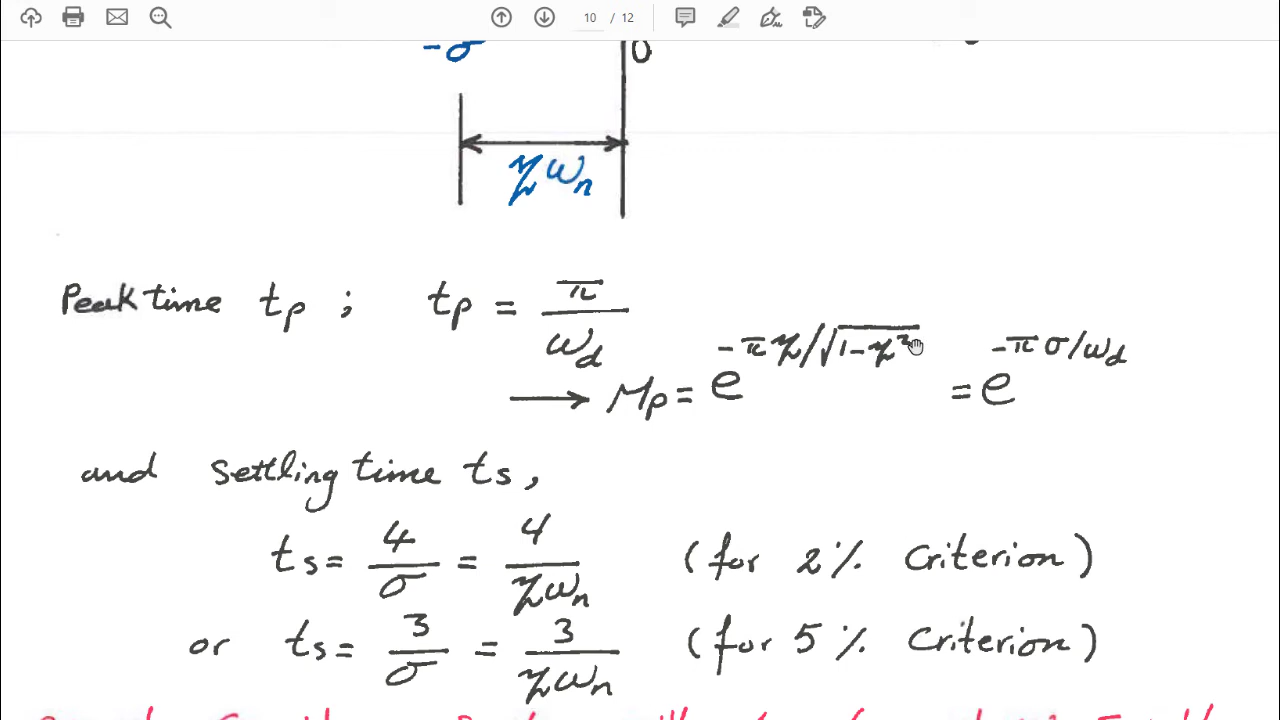 10 / 12
-σ 0
ζωn
Peak time tp ; tp = π/ωd
→ Mp = e^(-πζ/√(1-ζ²)) = e^(-πσ/ωd)
and settling time ts,
ts = 4/σ = 4/ζωn (for 2% Criterion)
or ts = 3/σ = 3/ζωn (for 5% Criterion)